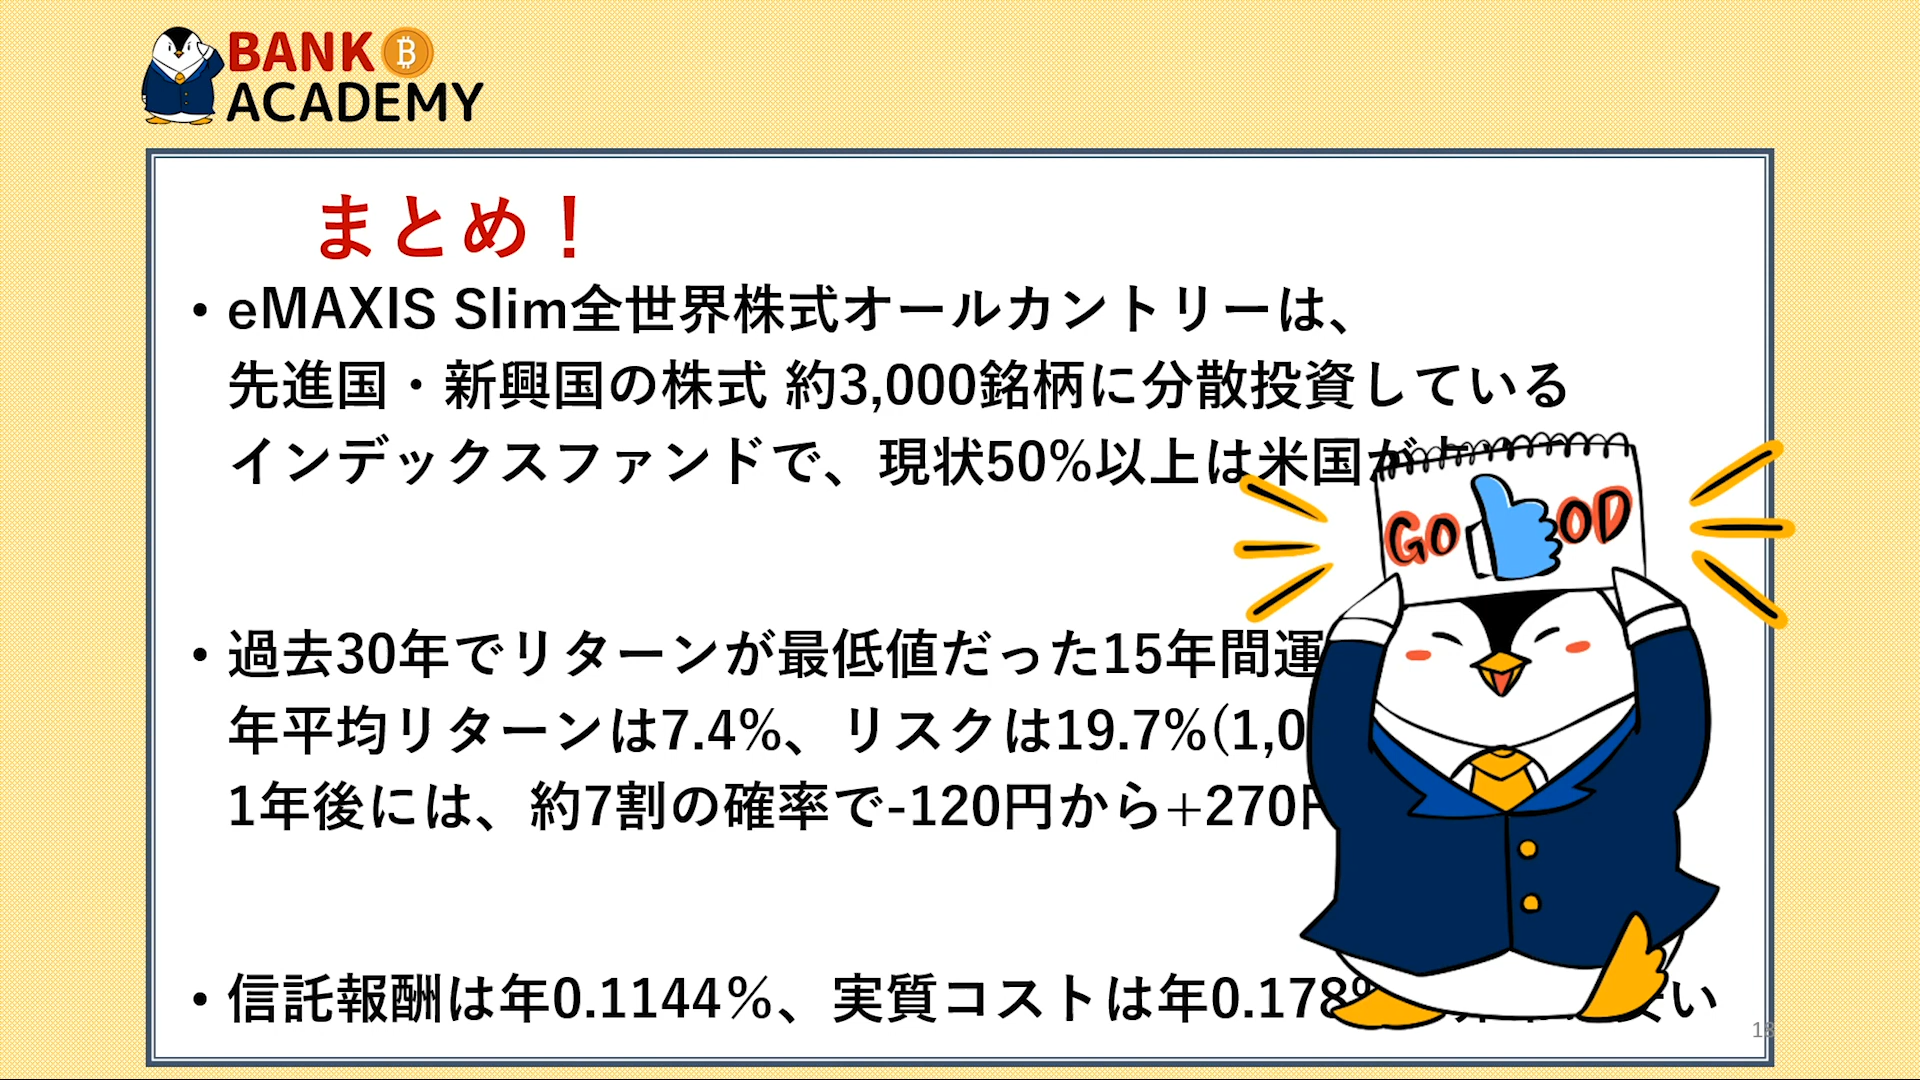 BANK
ACADEMY
まとめ！
・eMAXIS Slim全世界株式オールカントリーは、
先進国・新興国の株式 約3,000銘柄に分散投資している
インデックスファンドで、現状50%以上は米国が
GOOD
・過去30年でリターンが最低値だった15年間運
年平均リターンは7.4%、リスクは19.7%(1,0
1年後には、約7割の確率で-120円から+270円
・信託報酬は年0.1144%、実質コストは年0.178%
い